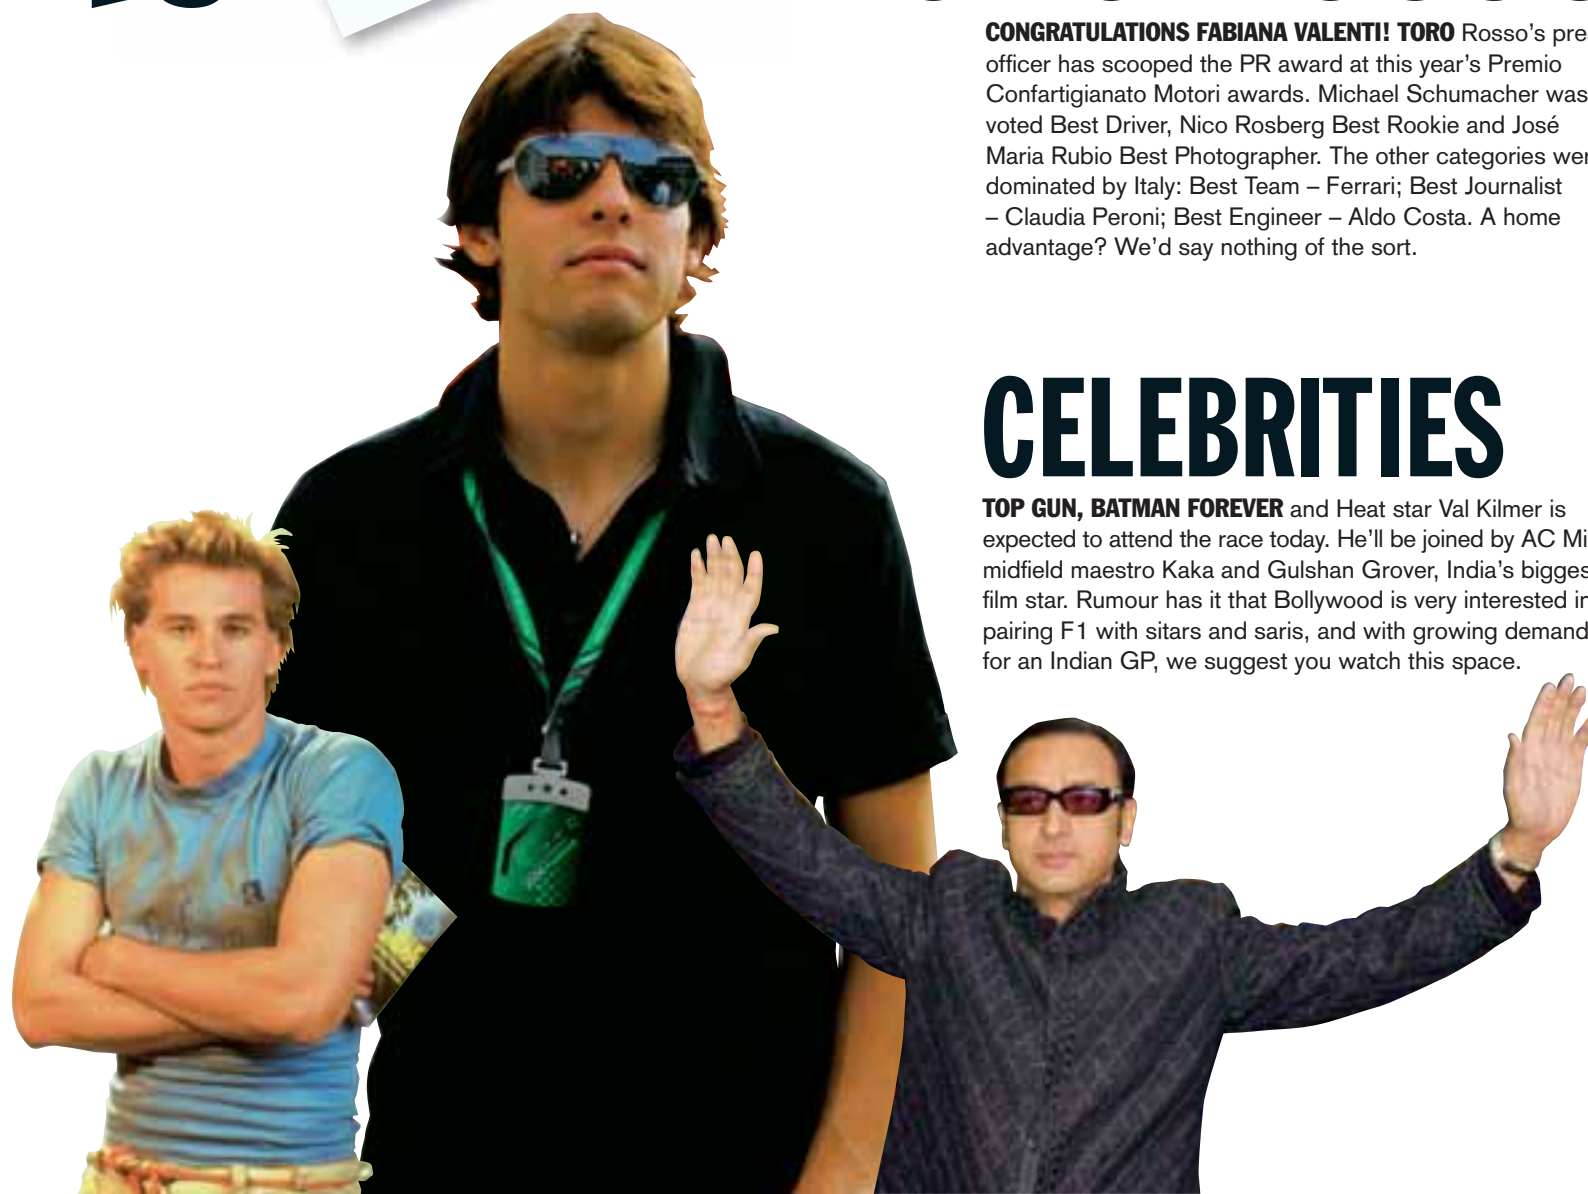 CONGRATULATIONS FABIANA VALENTI! TORO Rosso's pre
officer has scooped the PR award at this year's Premio
Confartigianato Motori awards. Michael Schumacher was
voted Best Driver, Nico Rosberg Best Rookie and José
Maria Rubio Best Photographer. The other categories wer
dominated by Italy: Best Team – Ferrari; Best Journalist
– Claudia Peroni; Best Engineer – Aldo Costa. A home
advantage? We'd say nothing of the sort.
CELEBRITIES
TOP GUN, BATMAN FOREVER and Heat star Val Kilmer is
expected to attend the race today. He'll be joined by AC Mi
midfield maestro Kaka and Gulshan Grover, India's bigges
film star. Rumour has it that Bollywood is very interested in
pairing F1 with sitars and saris, and with growing demand
for an Indian GP, we suggest you watch this space.